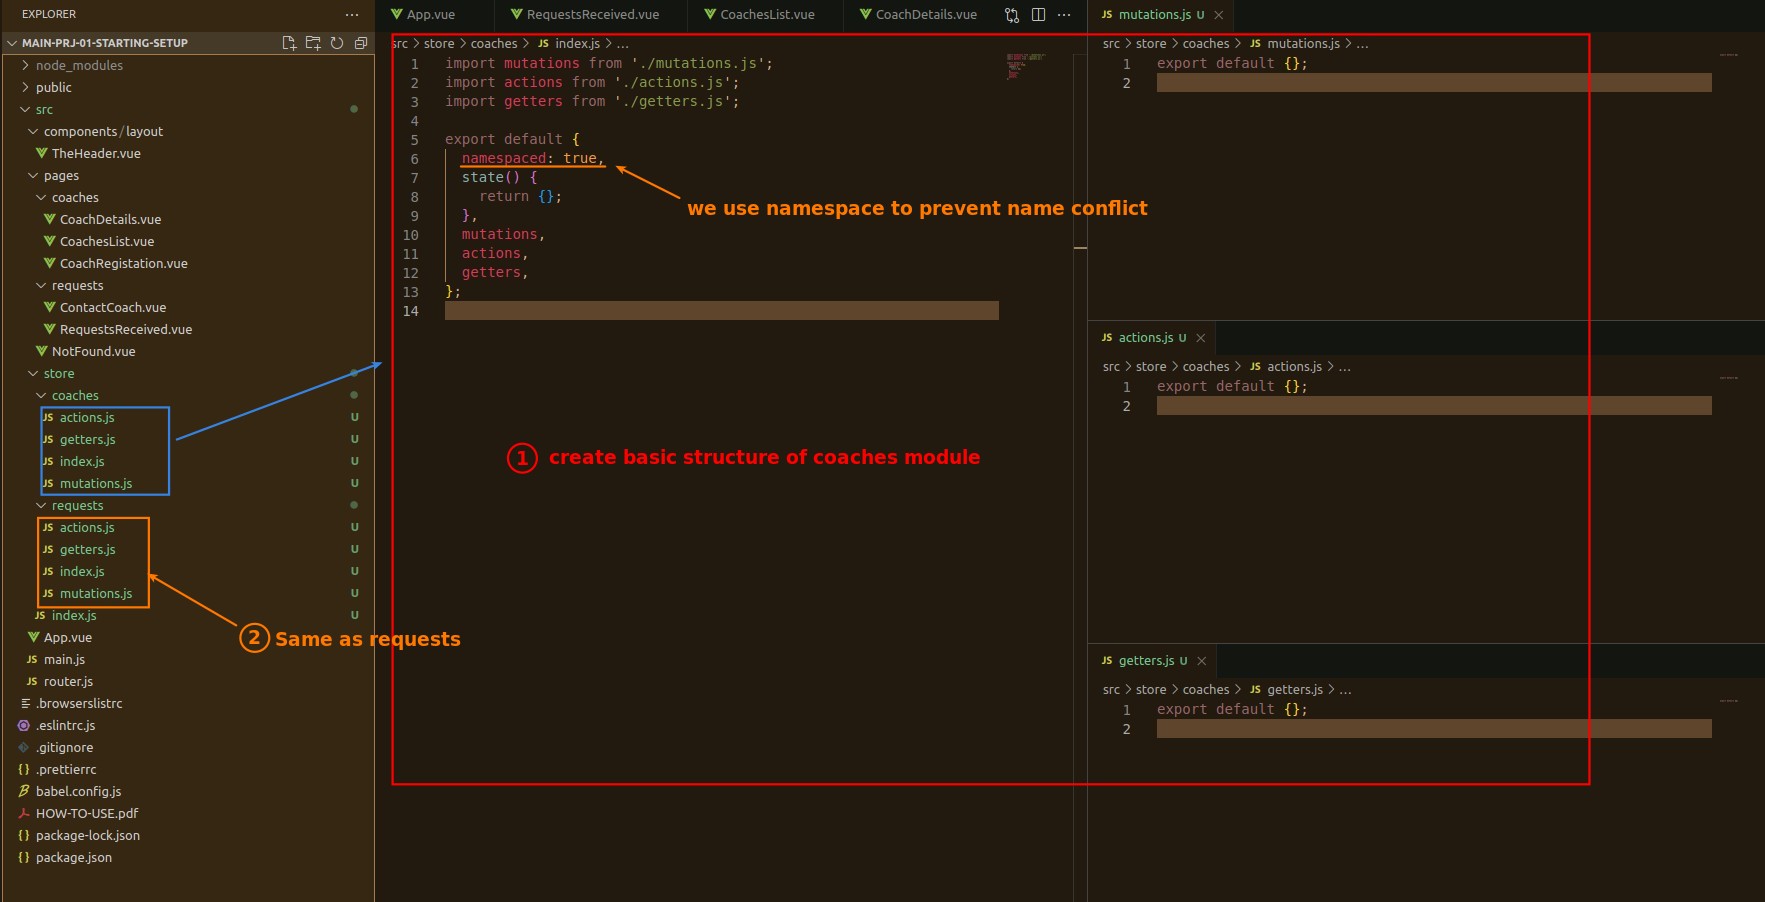 EXPLORER
MAIN-PRJ-01-STARTING-SETUP
node_modules
public
src
components/layout
TheHeader.vue
pages
coaches
CoachDetails.vue
CoachesList.vue
CoachRegistation.vue
requests
ContactCoach.vue
RequestsReceived.vue
NotFound.vue
store
coaches
JS actions.js U
JS getters.js U
JS index.js U
JS mutations.js U
requests
JS actions.js U
JS getters.js U
JS index.js U
JS mutations.js U
JS index.js U
App.vue
JS main.js
JS router.js
.browserslistrc
.eslintrc.js
.gitignore
{} .prettierrc
babel.config.js
HOW-TO-USE.pdf
{} package-lock.json
{} package.json
2 Same as requests
App.vue RequestsReceived.vue CoachesList.vue CoachDetails.vue
src > store > coaches > JS index.js > ...
1 import mutations from './mutations.js';
2 import actions from './actions.js';
3 import getters from './getters.js';
4
5 export default {
6 namespaced: true,
7 state() {
8 return {};
9 },
10 mutations,
11 actions,
12 getters,
13 };
14
we use namespace to prevent name conflict
1 create basic structure of coaches module
JS mutations.js U
src > store > coaches > JS mutations.js > ...
1 export default {};
2
JS actions.js U
src > store > coaches > JS actions.js > ...
1 export default {};
2
JS getters.js U
src > store > coaches > JS getters.js > ...
1 export default {};
2